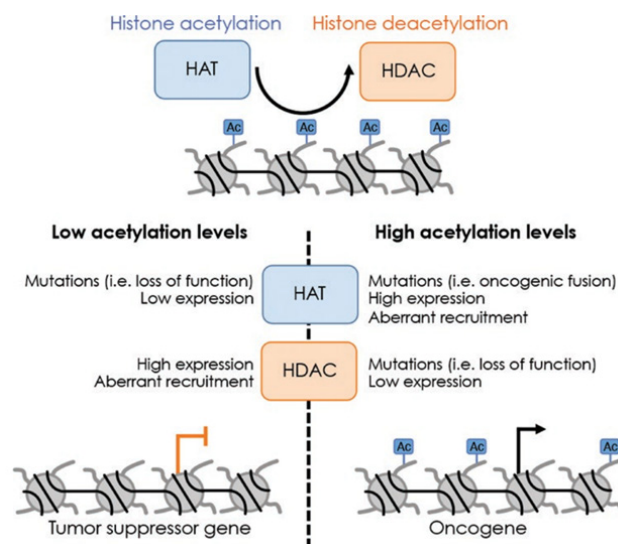 Histone acetylation
Histone deacetylation
HAT
HDAC
Ac
Ac
Ac
Ac
Low acetylation levels
High acetylation levels
Mutations (i.e. loss of function)
Low expression
HAT
Mutations (i.e. oncogenic fusion)
High expression
Aberrant recruitment
High expression
Aberrant recruitment
HDAC
Mutations (i.e. loss of function)
Low expression
Ac
Ac
Ac
Tumor suppressor gene
Oncogene